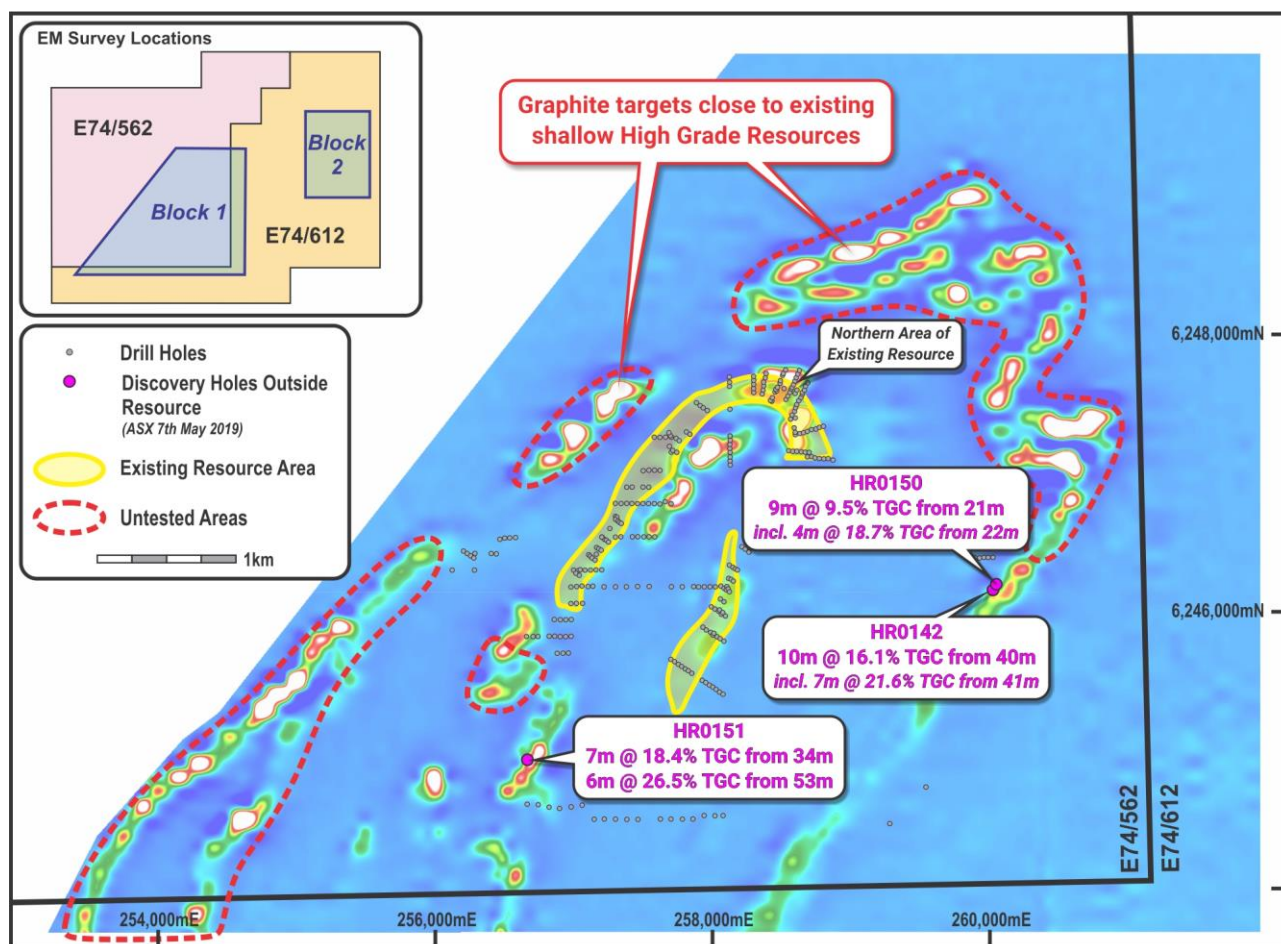 EM Survey Locations
E74/562
Block 1
Block
2
E74/612
Drill Holes
Discovery Holes Outside
Resource
(ASX 7th May 2019)
Existing Resource Area
Untested Areas
1km
Graphite targets close to existing
shallow High Grade Resources
Northern Area of
Existing Resource
6,248,000mN
HR0150
9m @ 9.5% TGC from 21m
incl. 4m @ 18.7% TGC from 22m
6,246,000mN
HR0142
10m @ 16.1% TGC from 40m
incl. 7m @ 21.6% TGC from 41m
HR0151
7m @ 18.4% TGC from 34m
6m @ 26.5% TGC from 53m
E74/562
E74/612
254,000mE
256,000mE
258,000mE
260,000mE